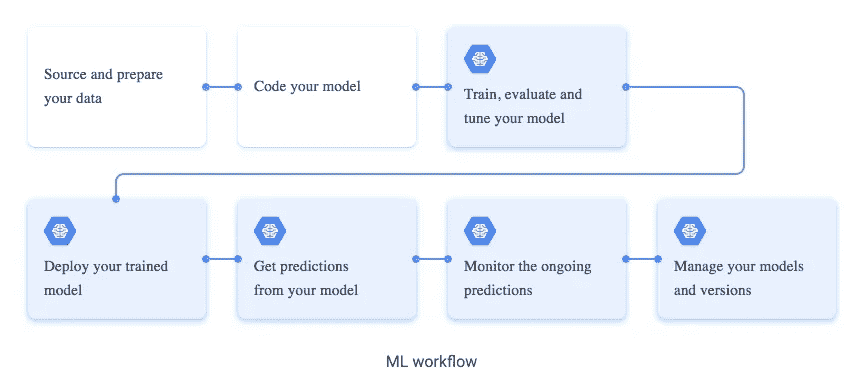 Source and prepare
your data
Code your model
Train, evaluate and
tune your model
Deploy your trained
model
Get predictions
from your model
Monitor the ongoing
predictions
Manage your models
and versions
ML workflow